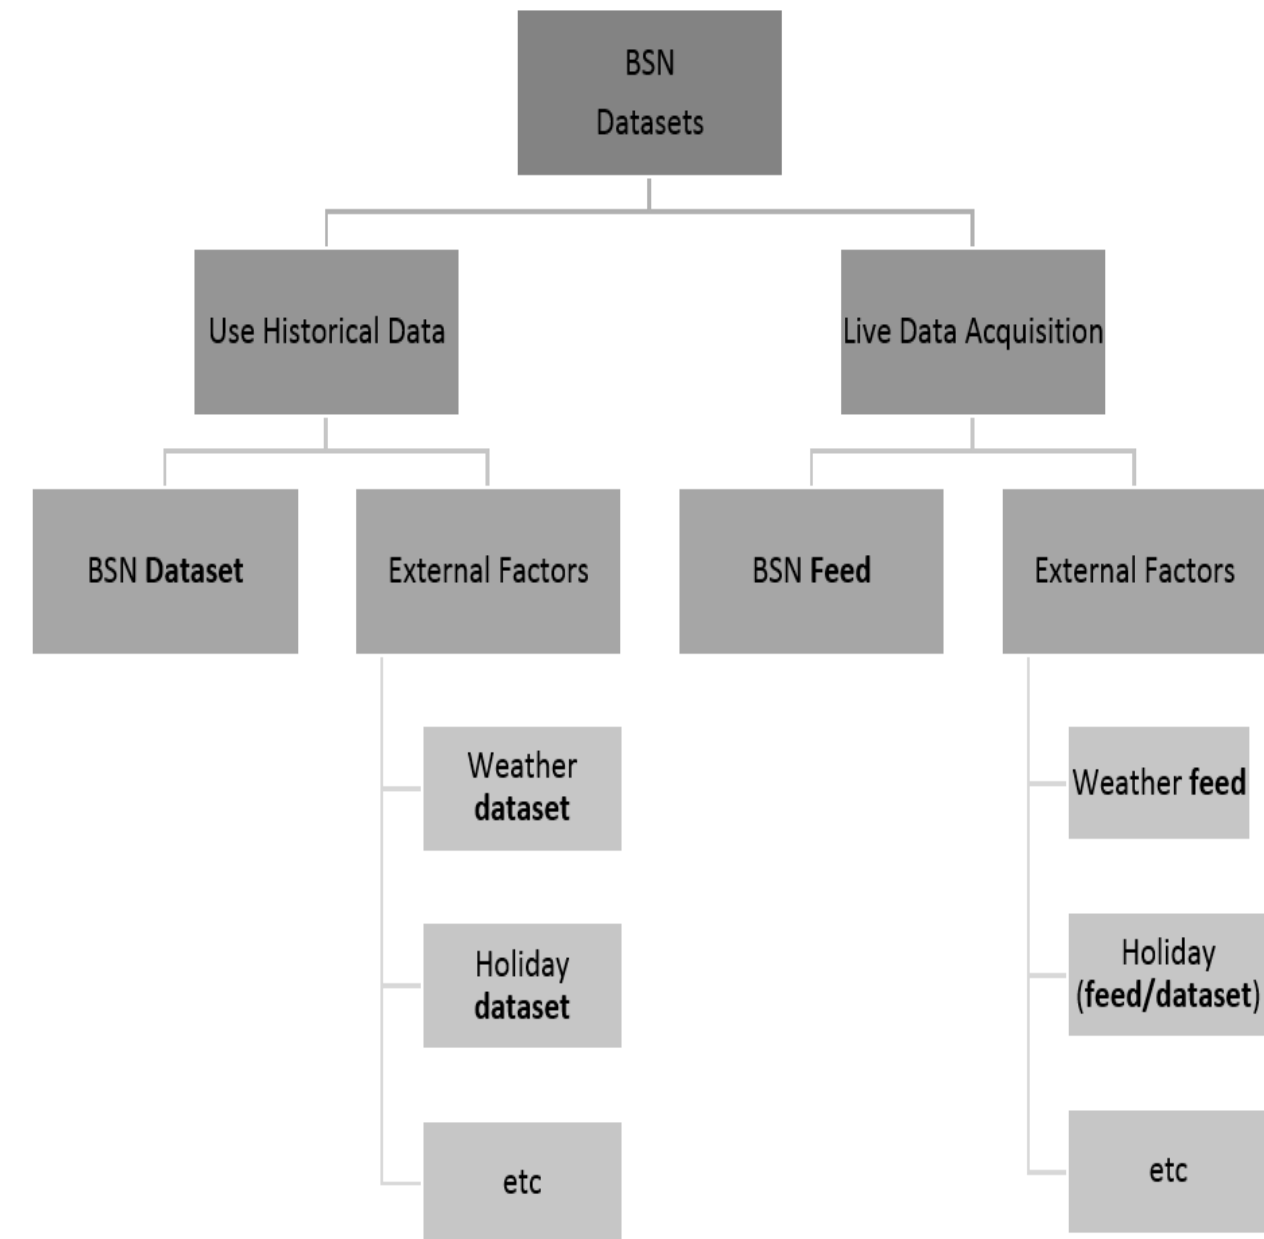 BSN
Datasets
Use Historical Data
Live Data Acquisition
BSN Dataset
External Factors
BSN Feed
External Factors
Weather
dataset
Holiday
dataset
etc
Weather feed
Holiday
(feed/dataset)
etc